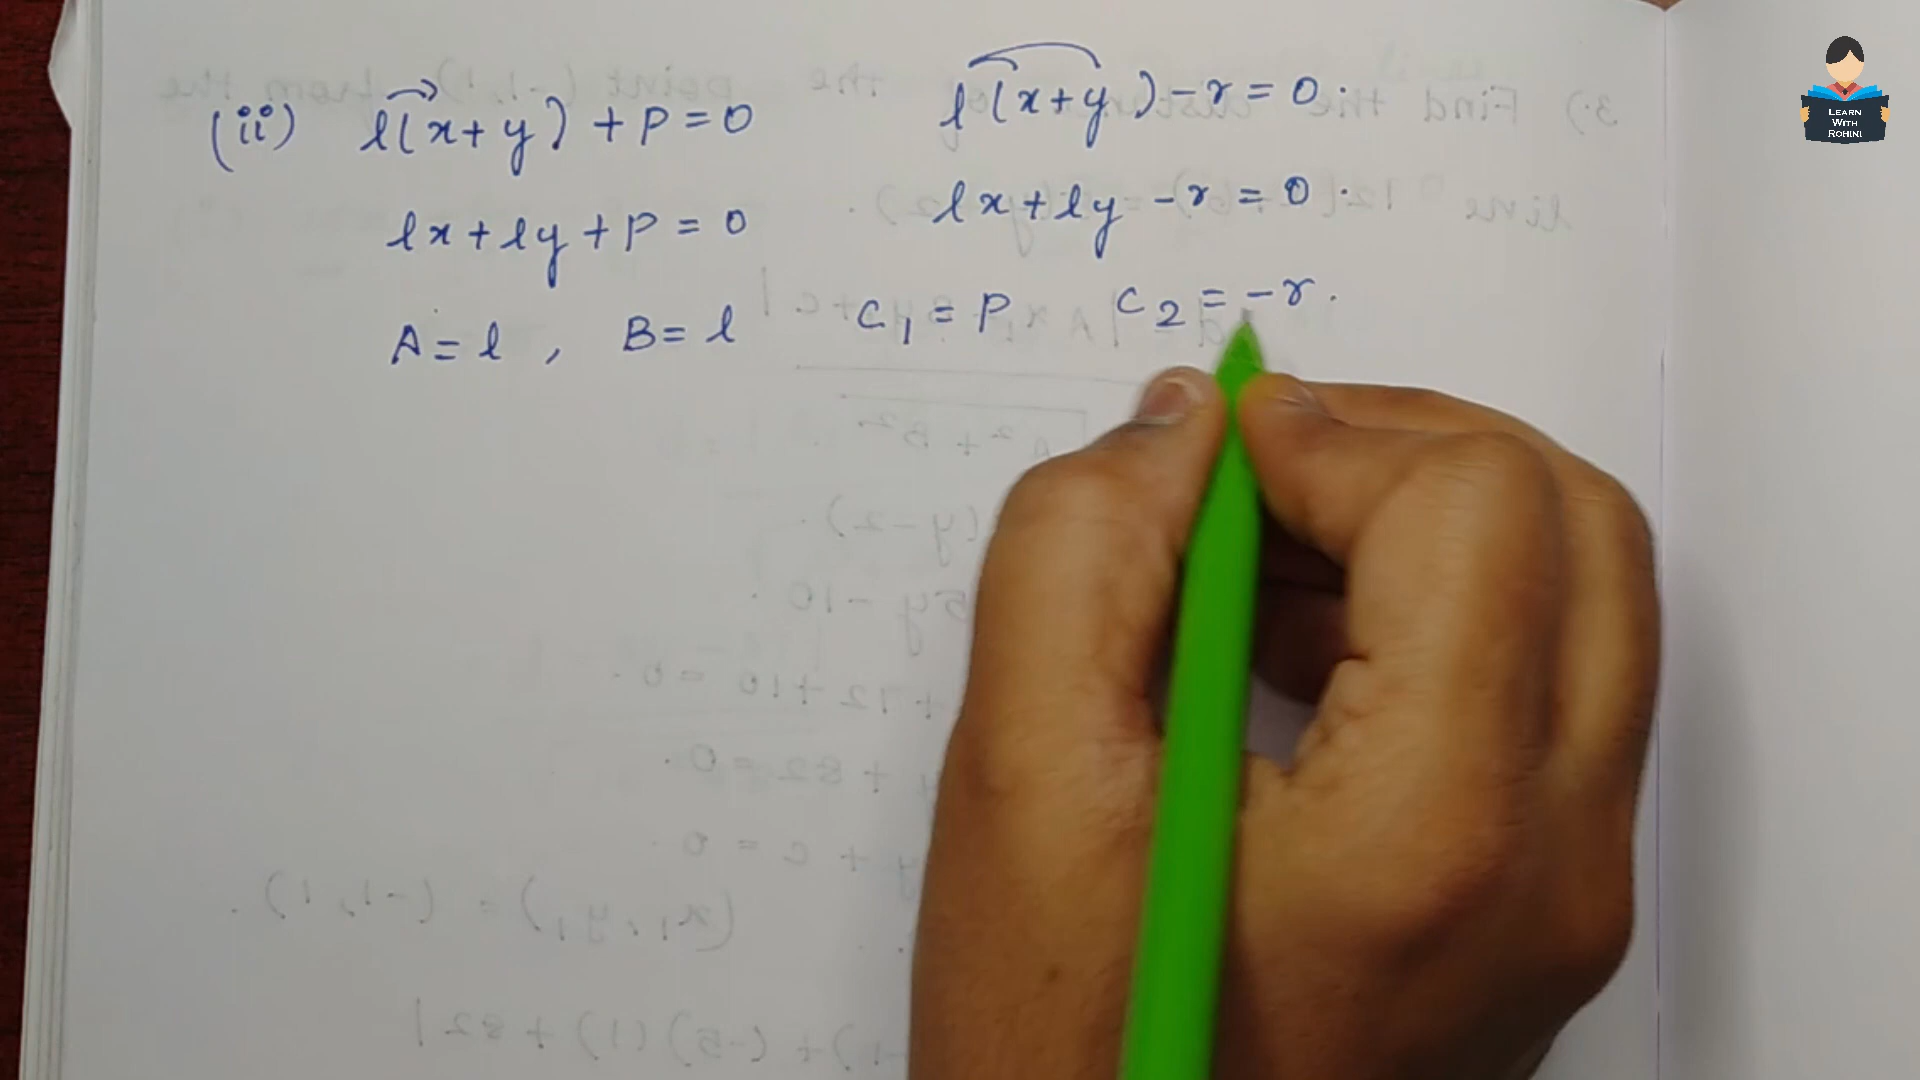 (ii) l(x+y) + p = 0
l(x+y) - r = 0.
lx + ly + p = 0
lx + ly - r = 0.
A = l , B = l
C₁ = p C₂ = -r.
LEARN
WITH
ROHINI